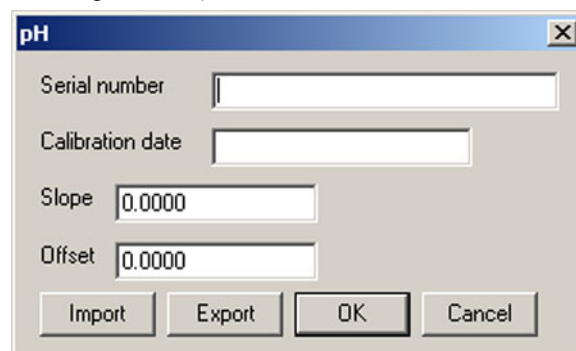 pH
Serial number
Calibration date
Slope 0.0000
Offset 0.0000
Import Export OK Cancel